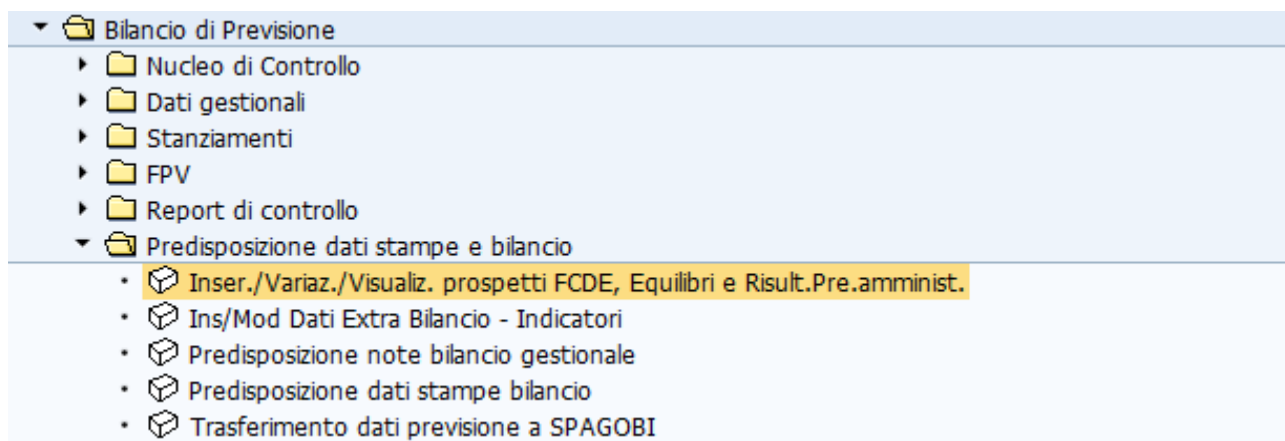 Bilancio di Previsione
Nucleo di Controllo
Dati gestionali
Stanziamenti
FPV
Report di controllo
Predisposizione dati stampe e bilancio
Inser./Variaz./Visualiz. prospetti FCDE, Equilibri e Risult.Pre.amminist.
Ins/Mod Dati Extra Bilancio - Indicatori
Predisposizione note bilancio gestionale
Predisposizione dati stampe bilancio
Trasferimento dati previsione a SPAGOBI